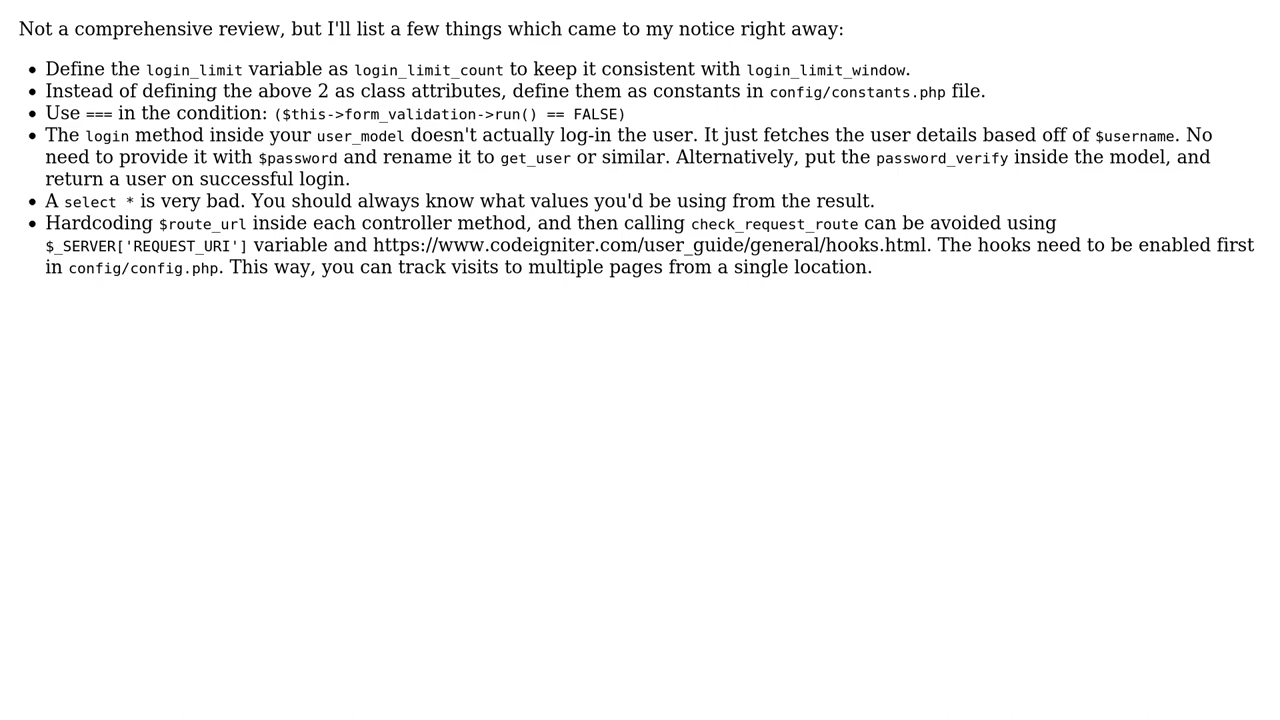 Not a comprehensive review, but I'll list a few things which came to my notice right away:
• Define the login_limit variable as login_limit_count to keep it consistent with login_limit_window.
• Instead of defining the above 2 as class attributes, define them as constants in config/constants.php file.
• Use === in the condition: ($this->form_validation->run() == FALSE)
• The login method inside your user_model doesn't actually log-in the user. It just fetches the user details based off of $username. No
need to provide it with $password and rename it to get_user or similar. Alternatively, put the password_verify inside the model, and
return a user on successful login.
• A select * is very bad. You should always know what values you'd be using from the result.
• Hardcoding $route_url inside each controller method, and then calling check_request_route can be avoided using
$_SERVER['REQUEST_URI'] variable and https://www.codeigniter.com/user_guide/general/hooks.html. The hooks need to be enabled first
in config/config.php. This way, you can track visits to multiple pages from a single location.